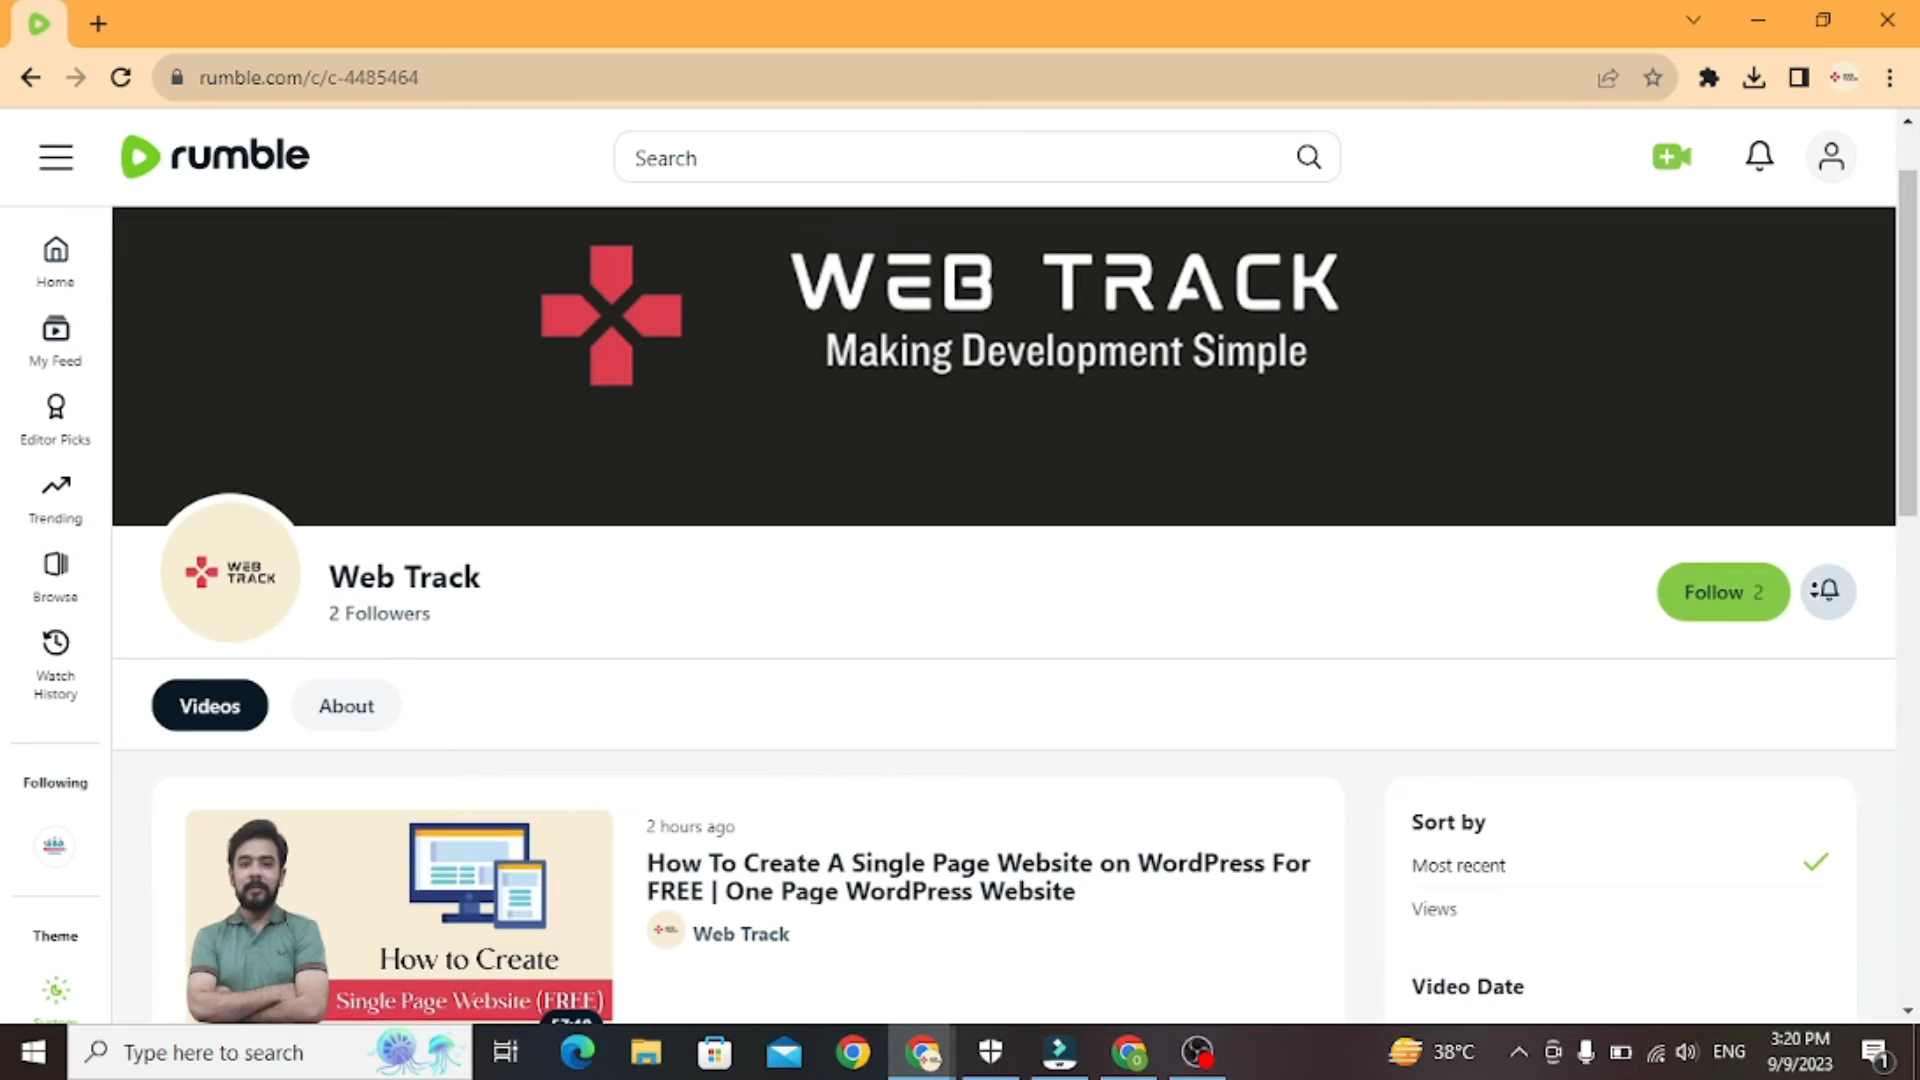 rumble.com/c/c-4485464
rumble
Search
WEB TRACK
Making Development Simple
Home
My Feed
Editor Picks
Trending
Browse
Watch
History
WEB
TRACK
Web Track
2 Followers
Follow 2
Videos
About
Following
Theme
System
How to Create
Single Page Website (FREE)
57:49
2 hours ago
How To Create A Single Page Website on WordPress For
FREE | One Page WordPress Website
Web Track
Sort by
Most recent
Views
Video Date
Type here to search
38°C
ENG
3:20 PM
9/9/2023
1